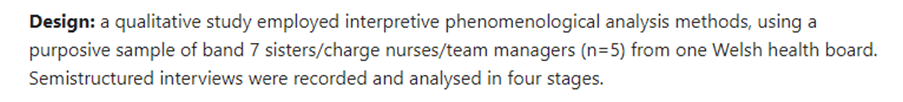 Design: a qualitative study employed interpretive phenomenological analysis methods, using a
purposive sample of band 7 sisters/charge nurses/team managers (n=5) from one Welsh health board.
Semistructured interviews were recorded and analysed in four stages.